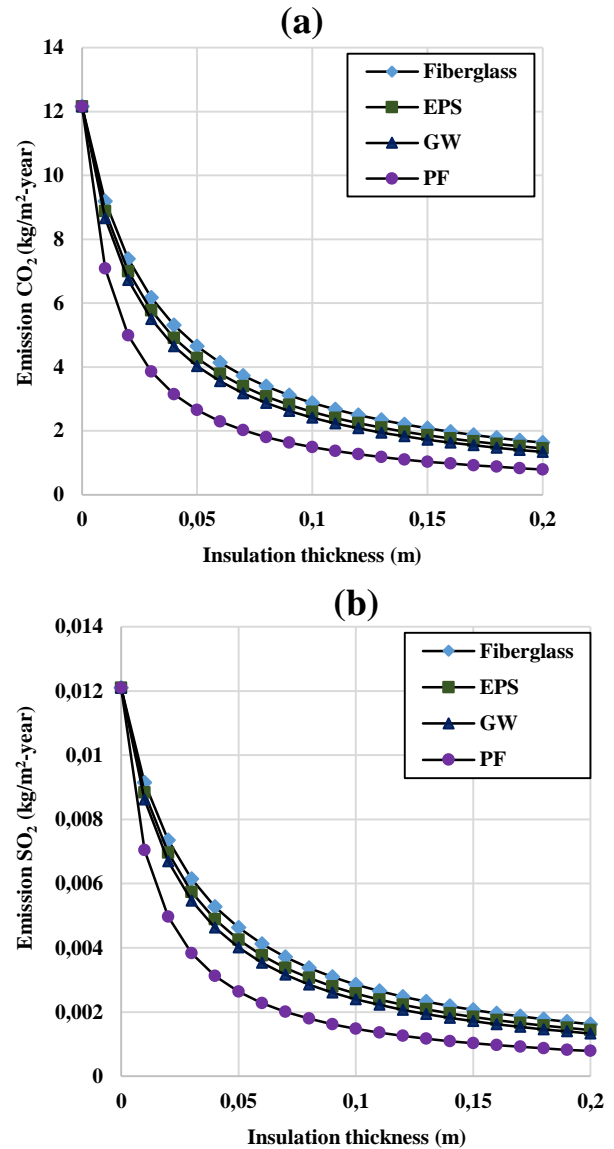 (a)
Emission CO₂ (kg/m²-year)
14
12
10
8
6
4
2
0
Fiberglass
EPS
GW
PF
0
0,05
0,1
0,15
0,2
Insulation thickness (m)
(b)
Emission SO₂ (kg/m²-year)
0,014
0,012
0,01
0,008
0,006
0,004
0,002
0
Fiberglass
EPS
GW
PF
0
0,05
0,1
0,15
0,2
Insulation thickness (m)